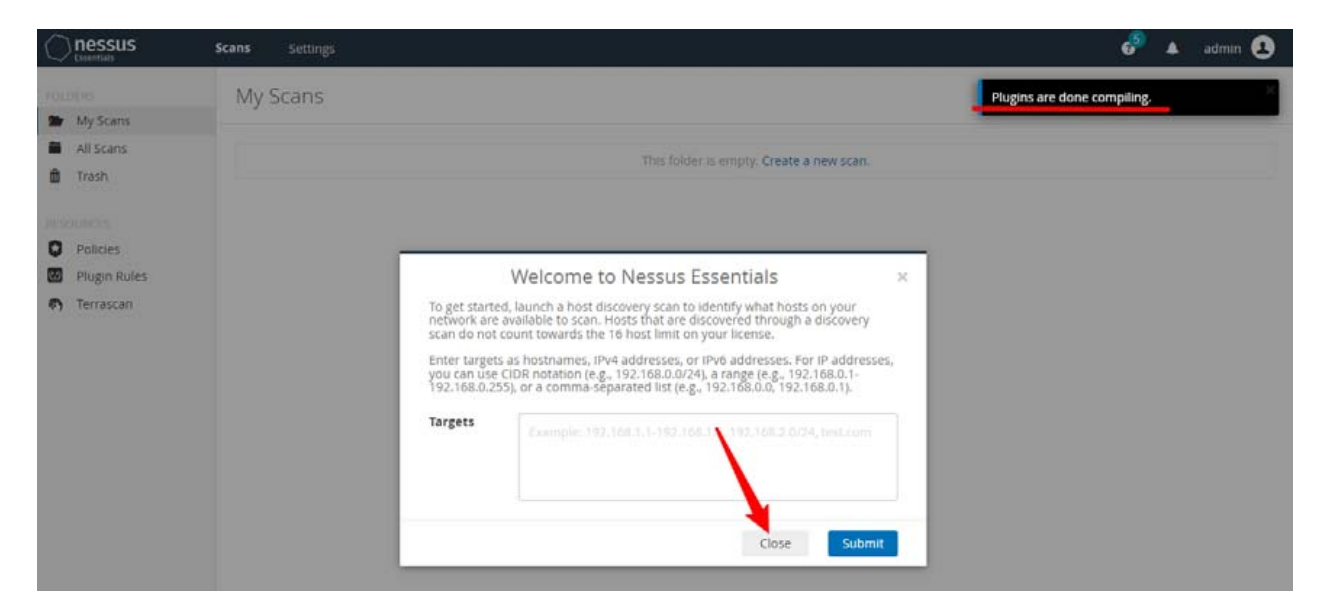 nessus
Essentials
Scans Settings
5
admin
FOLDERS
My Scans
All Scans
Trash
RESOURCES
Policies
Plugin Rules
Terrascan
My Scans
Plugins are done compiling.
This folder is empty. Create a new scan.
Welcome to Nessus Essentials
To get started, launch a host discovery scan to identify what hosts on your
network are available to scan. Hosts that are discovered through a discovery
scan do not count towards the 16 host limit on your license.
Enter targets as hostnames, IPv4 addresses, or IPv6 addresses. For IP addresses,
you can use CIDR notation (e.g., 192.168.0.0/24), a range (e.g., 192.168.0.1-
192.168.0.255), or a comma-separated list (e.g., 192.168.0.0, 192.168.0.1).
Targets
Example: 192.168.1.1-192.168.1 192.168.2.0/24, test.com
Close Submit